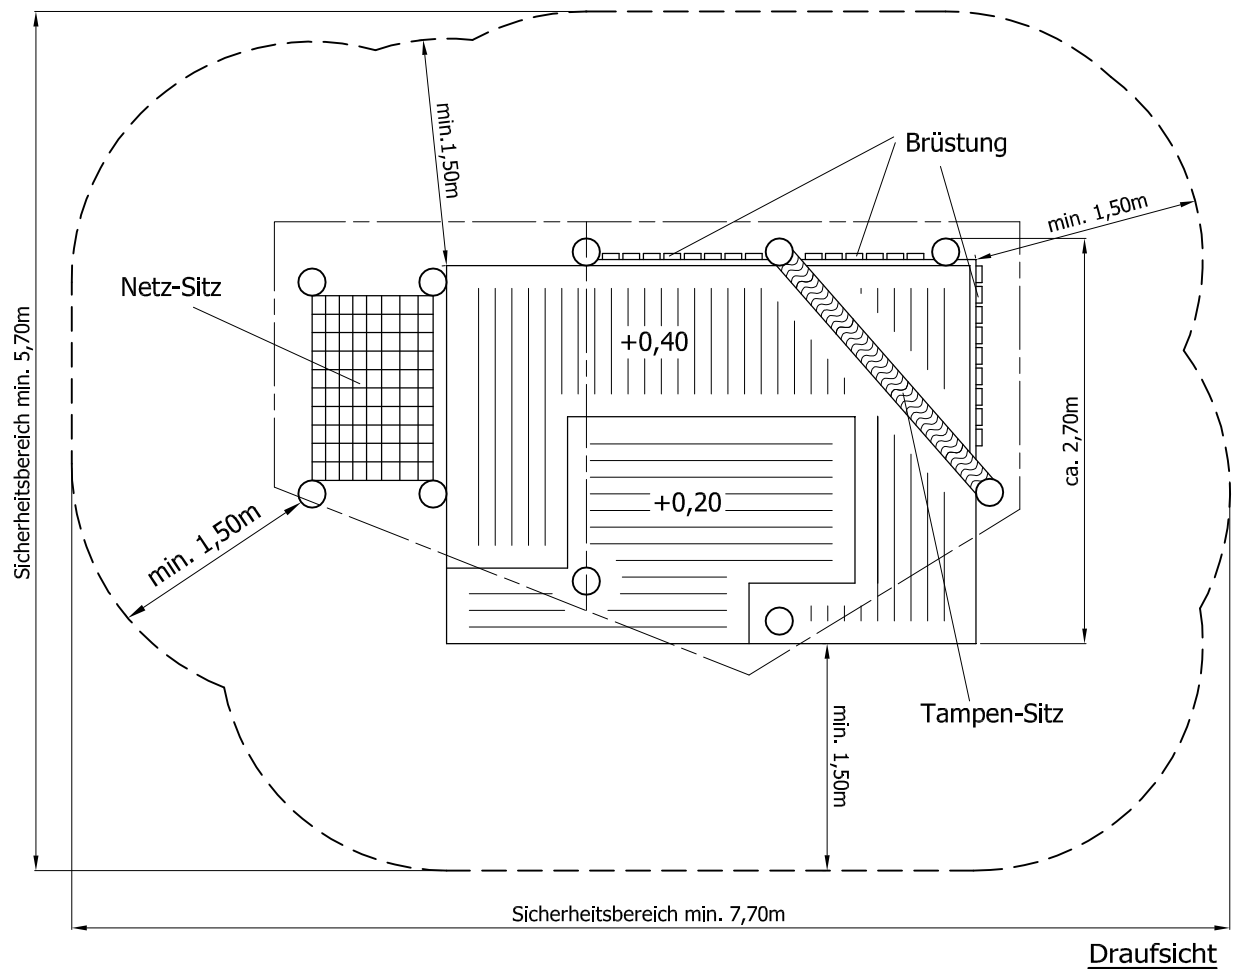 min.1,50m
Brüstung
min. 1,50m
Netz-Sitz
+0,40
Sicherheitsbereich min. 5,70m
ca. 2,70m
+0,20
min. 1,50m
Tampen-Sitz
min. 1,50m
Sicherheitsbereich min. 7,70m
Draufsicht